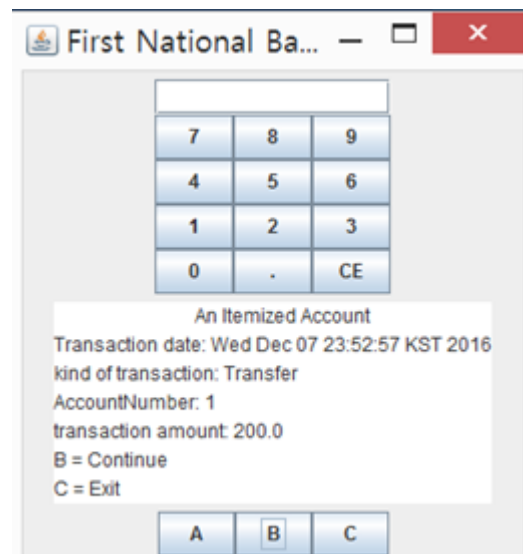 First National Ba...
7 8 9
4 5 6
1 2 3
0 . CE
An Itemized Account
Transaction date: Wed Dec 07 23:52:57 KST 2016
kind of transaction: Transfer
AccountNumber: 1
transaction amount: 200.0
B = Continue
C = Exit
A B C